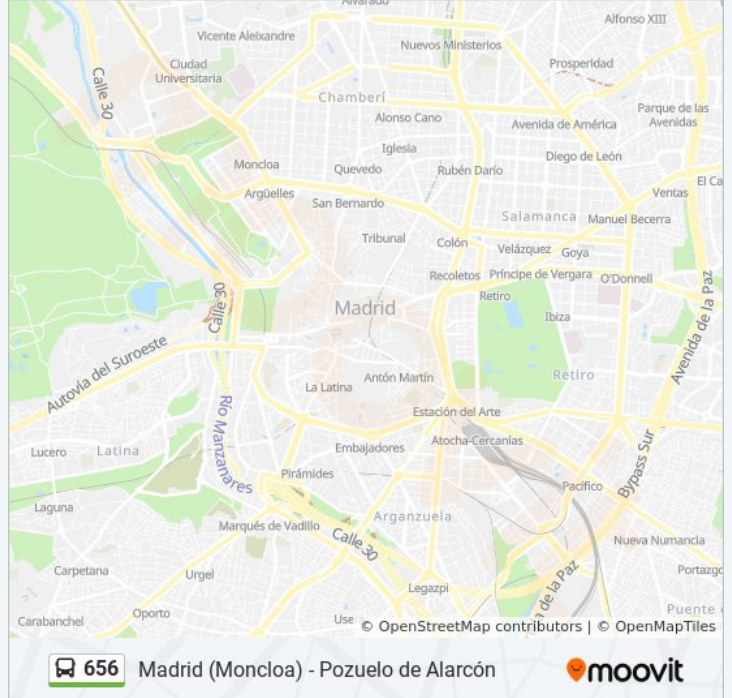 Alvarado
Alfonso XIII
Vicente Aleixandre
Nuevos Ministerios
Ciudad
Universitaria
Prosperidad
Calle 30
Chamberí
Parque de las
Avenidas
Alonso Cano
Avenida de América
Iglesia
Diego de León
Moncloa
Quevedo
Rubén Darío
El Ca
Argüelles
Ventas
San Bernardo
Salamanca
Manuel Becerra
Tribunal
Colón
Velázquez
Goya
Recoletos
Príncipe de Vergara
O'Donnell
Calle 30
Retiro
Madrid
Ibiza
Avenida de la Paz
Autovía del Suroeste
Antón Martín
Retiro
La Latina
Estación del Arte
Río Manzanares
Atocha-Cercanías
Lucero
Latina
Embajadores
Bypass Sur
Pirámides
Pacífico
Laguna
Arganzuela
Marqués de Vadillo
Calle 30
Nueva Numancia
Carpetana
Urgel
Portazgo
a de la Paz
Legazpi
Oporto
Puente
Carabanchel
Use
© OpenStreetMap contributors | © OpenMapTiles
656 Madrid (Moncloa) - Pozuelo de Alarcón moovit